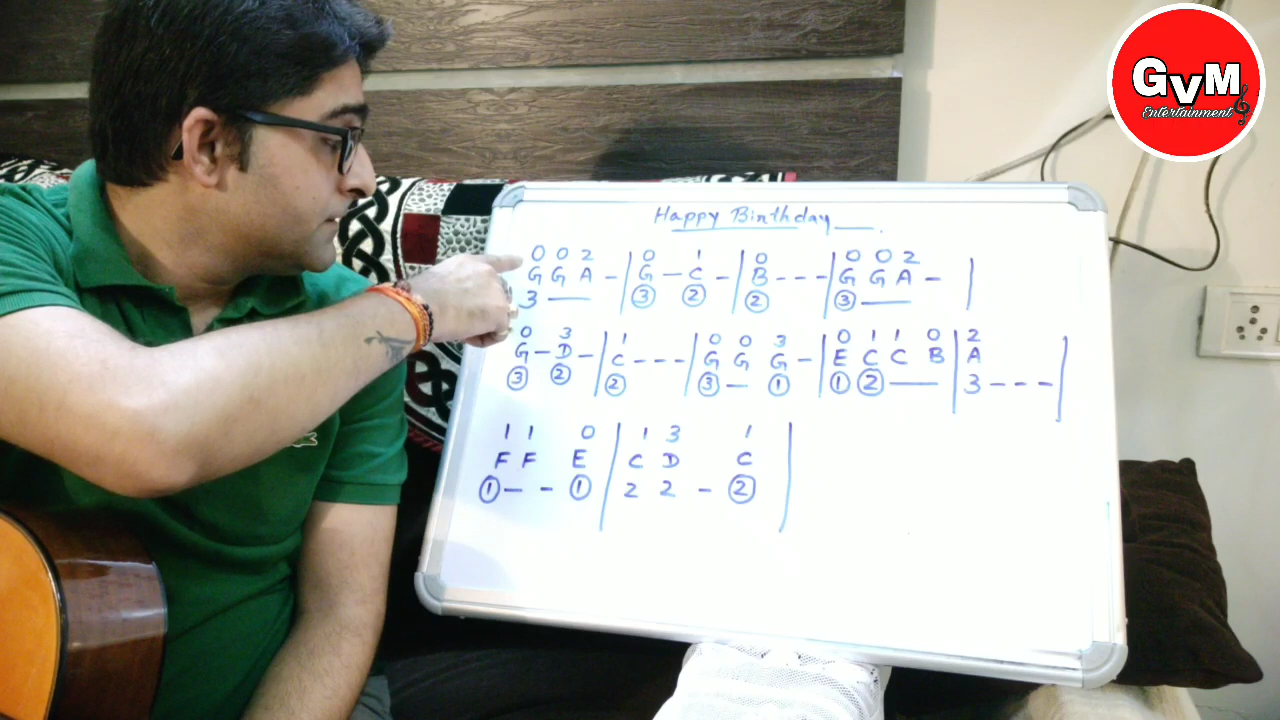 GvM
Entertainment
Happy Birthday __.
0 0 2 | 0 1 | 0 | 0 0 2 |
G G A - | G - C - | B - - - | G G A - |
3 — | 3 2 | 2 | 3 — |
0 3 | 1 | 0 0 3 | 0 1 1 0 | 2 |
G - D - | C - - - | G G G - | E C C B | A |
3 2 | 2 | 3 — 1 | 1 2 — | 3 - - - |
1 1 0 | 1 3 1 |
F F E | C D C |
1 - - 1 | 2 2 - 2 |